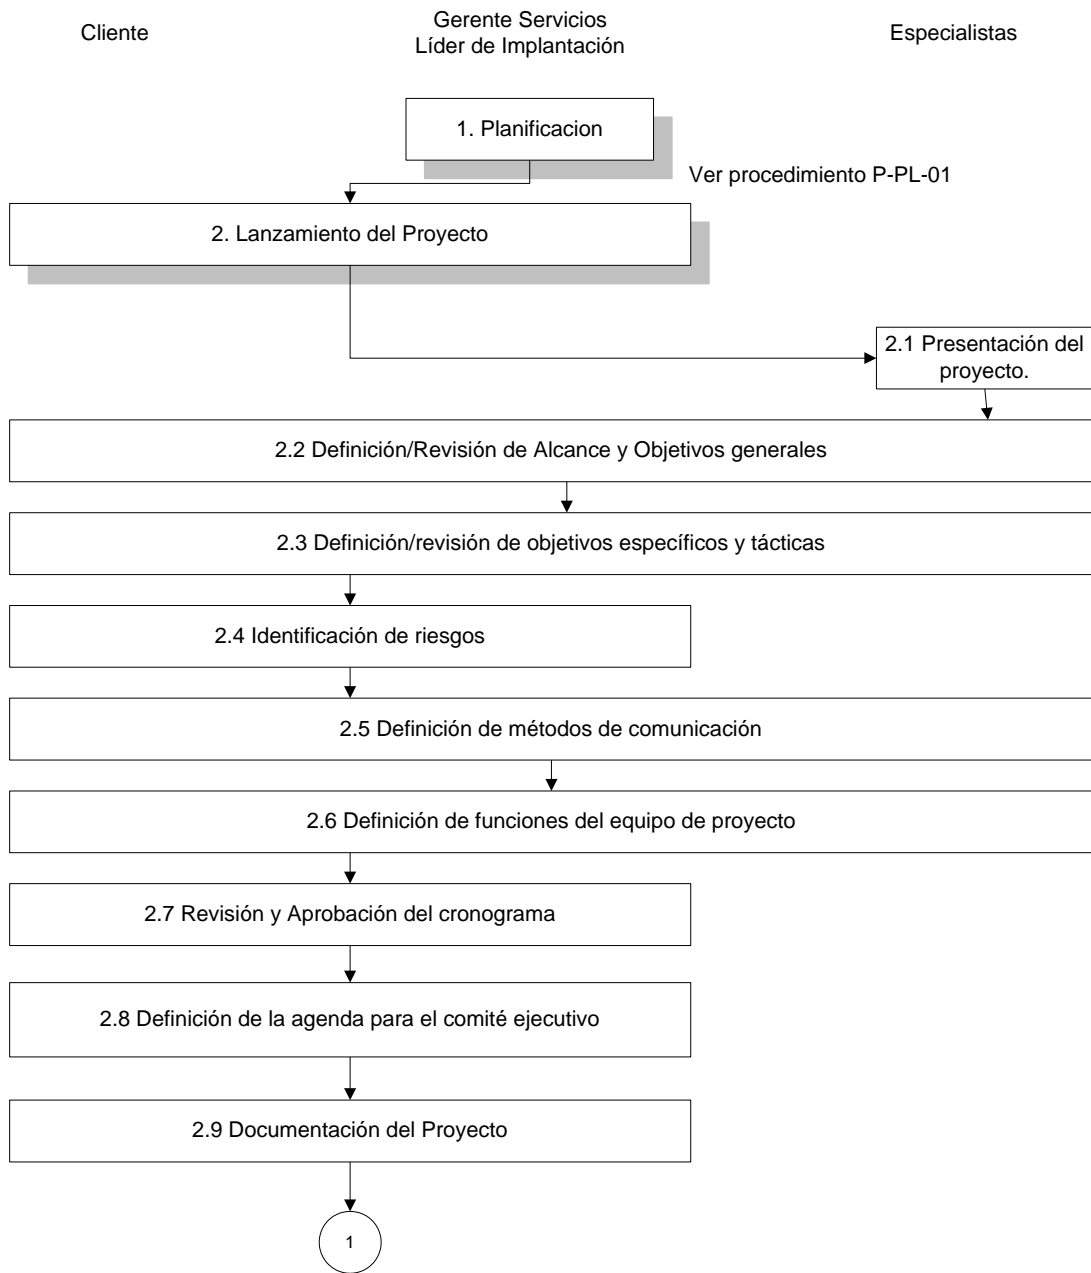 Cliente
Gerente Servicios
Líder de Implantación
Especialistas
1. Planificacion
Ver procedimiento P-PL-01
2. Lanzamiento del Proyecto
2.1 Presentación del
proyecto.
2.2 Definición/Revisión de Alcance y Objetivos generales
2.3 Definición/revisión de objetivos específicos y tácticas
2.4 Identificación de riesgos
2.5 Definición de métodos de comunicación
2.6 Definición de funciones del equipo de proyecto
2.7 Revisión y Aprobación del cronograma
2.8 Definición de la agenda para el comité ejecutivo
2.9 Documentación del Proyecto
1